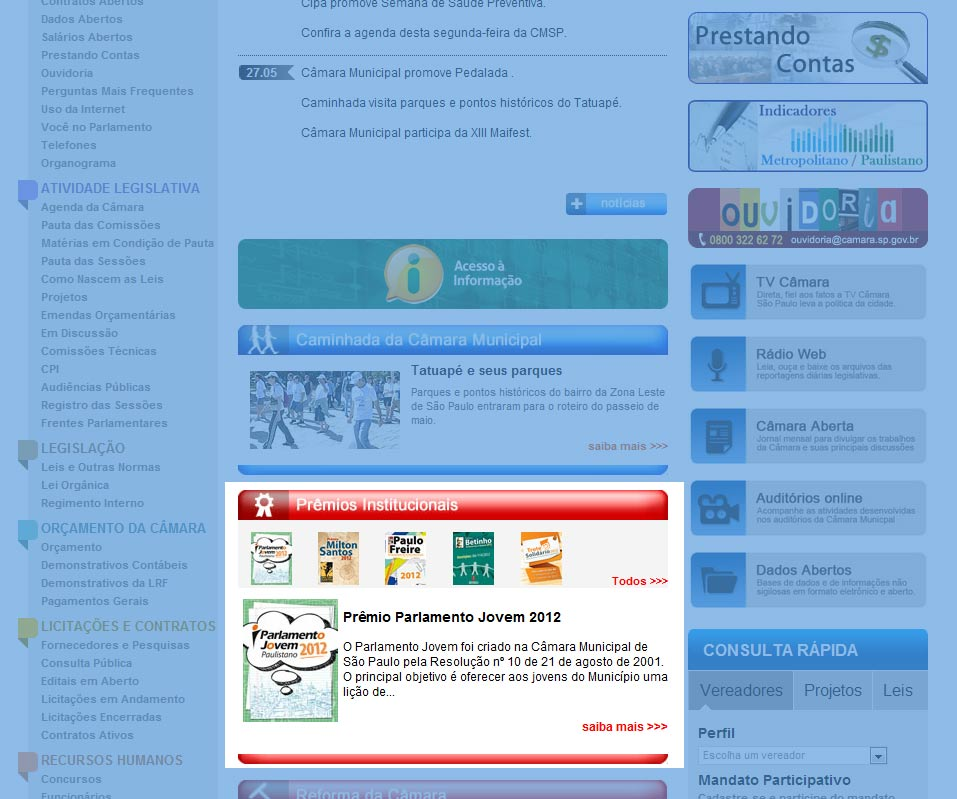 Contratos Abertos
Dados Abertos
Salários Abertos
Prestando Contas
Ouvidoria
Perguntas Mais Frequentes
Uso da Internet
Você no Parlamento
Telefones
Organograma
ATIVIDADE LEGISLATIVA
Agenda da Câmara
Pauta das Comissões
Matérias em Condição de Pauta
Pauta das Sessões
Como Nascem as Leis
Projetos
Emendas Orçamentárias
Em Discussão
Comissões Técnicas
CPI
Audiências Públicas
Registro das Sessões
Frentes Parlamentares
LEGISLAÇÃO
Leis e Outras Normas
Lei Orgânica
Regimento Interno
ORÇAMENTO DA CÂMARA
Orçamento
Demonstrativos Contábeis
Demonstrativos da LRF
Pagamentos Gerais
LICITAÇÕES E CONTRATOS
Fornecedores e Pesquisas
Consulta Pública
Editais em Aberto
Licitações em Andamento
Licitações Encerradas
Contratos Ativos
RECURSOS HUMANOS
Concursos
Funcionários
Cipa promove Semana de Saúde Preventiva.
Confira a agenda desta segunda-feira da CMSP.
27.05 Câmara Municipal promove Pedalada .
Caminhada visita parques e pontos históricos do Tatuapé.
Câmara Municipal participa da XIII Maifest.
+ notícias
i Acesso à
Informação
Caminhada da Câmara Municipal
Tatuapé e seus parques
Parques e pontos históricos do bairro da Zona Leste
de São Paulo entraram para o roteiro do passeio de
maio.
saiba mais >>>
Prêmios Institucionais
Parlamento
Jovem
Milton
Santos
2012
Paulo
Freire
2012
Betinho
Todos >>>
Parlamento
Jovem 2012
Paulistano
Prêmio Parlamento Jovem 2012
O Parlamento Jovem foi criado na Câmara Municipal de
São Paulo pela Resolução nº 10 de 21 de agosto de 2001.
O principal objetivo é oferecer aos jovens do Município uma
lição de...
saiba mais >>>
Reforma da Câmara
Prestando
Contas
$
Indicadores
Metropolitano / Paulistano
OUVIDORIA
0800 322 62 72 ouvidoria@camara.sp.gov.br
TV Câmara
Direta, fiel aos fatos a TV Câmara
São Paulo leva a política da cidade.
Rádio Web
Leia, ouça e baixe os arquivos das
reportagens diárias legislativas.
Câmara Aberta
Jornal mensal para divulgar os trabalhos
da Câmara e suas principais discussões
Auditórios online
Acompanhe as atividades desenvolvidas
nos auditórios da Câmara Municpal
Dados Abertos
Bases de dados e de informações não
sigilosas em formato eletrônico e aberto.
CONSULTA RÁPIDA
Vereadores Projetos Leis
Perfil
Escolha um vereador
Mandato Participativo
Cadastre-se e participe do mandato